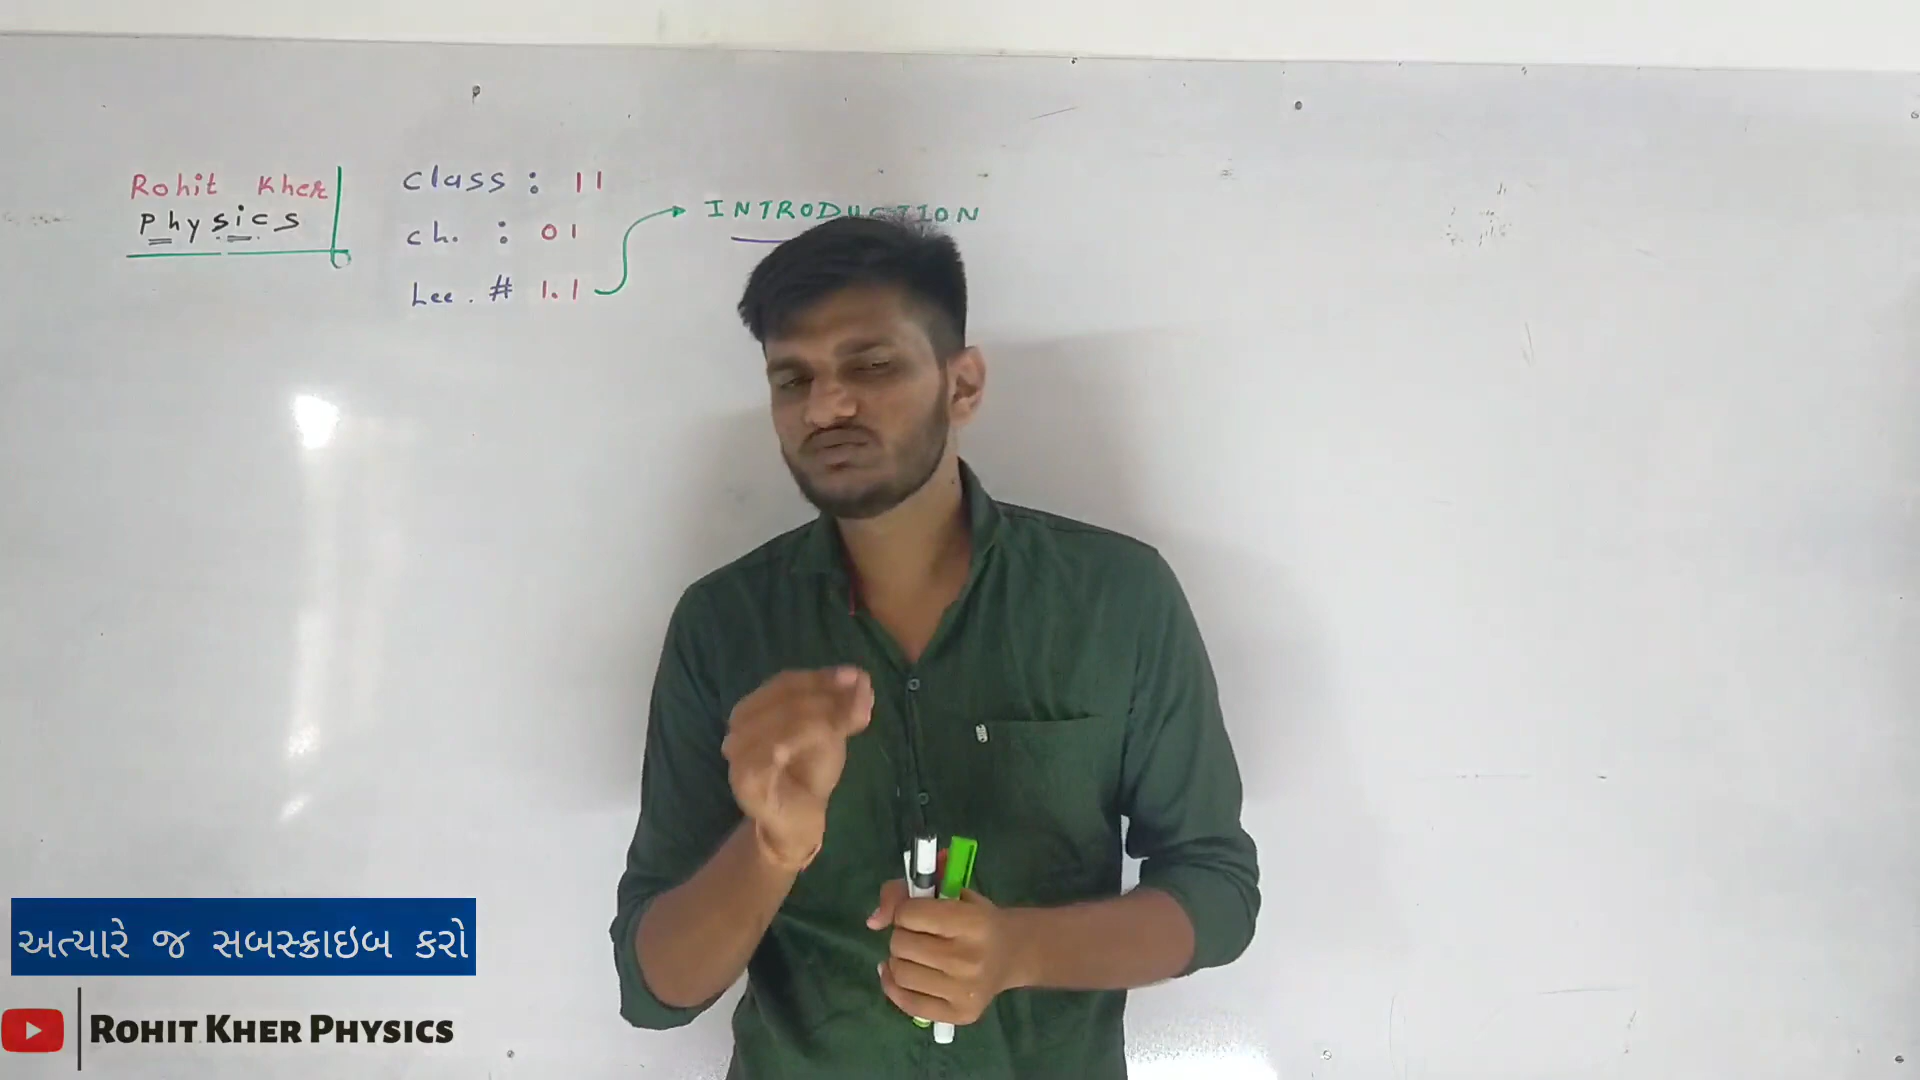 Rohit Kher
Physics
class : 11
ch. : 01
Lec. # 1.1
INTRODUCTION
અત્યારે જ સબસ્ક્રાઇબ કરો
ROHIT KHER PHYSICS